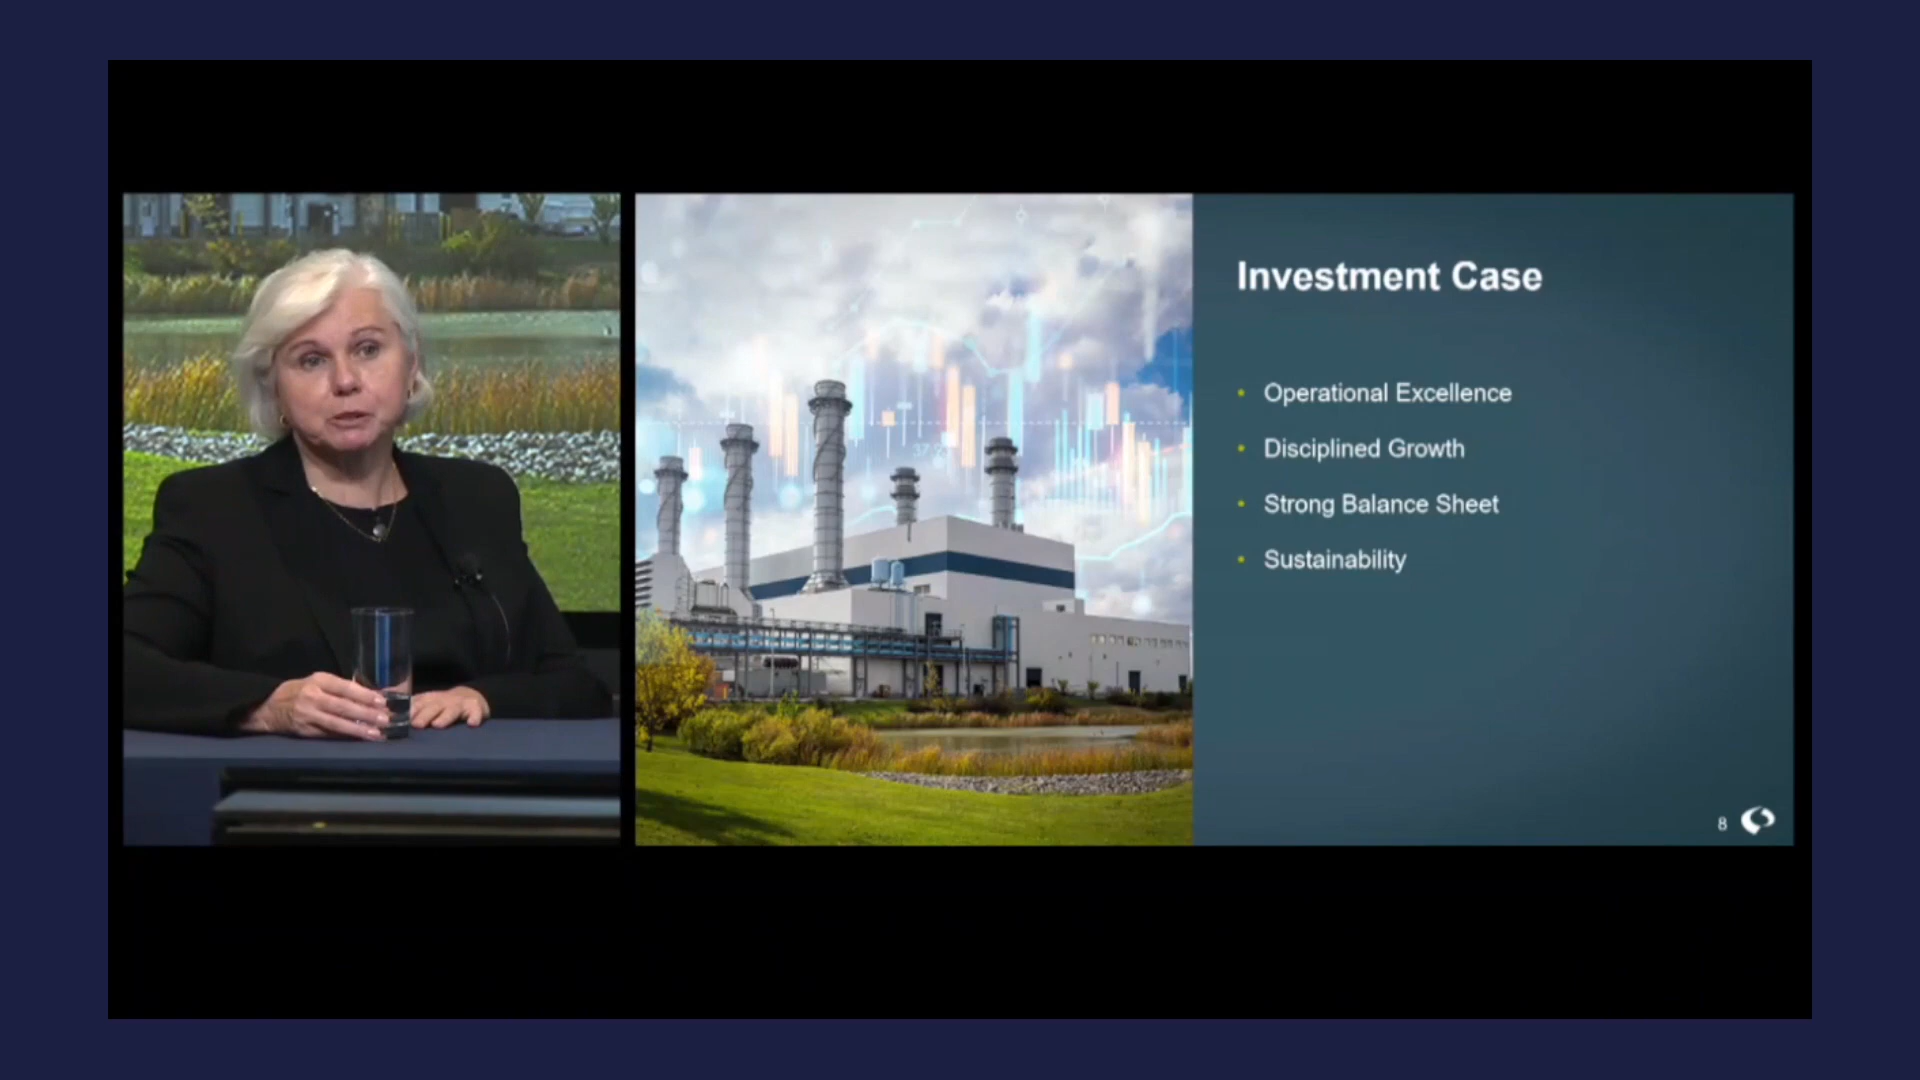 Investment Case
• Operational Excellence
• Disciplined Growth
• Strong Balance Sheet
• Sustainability
8